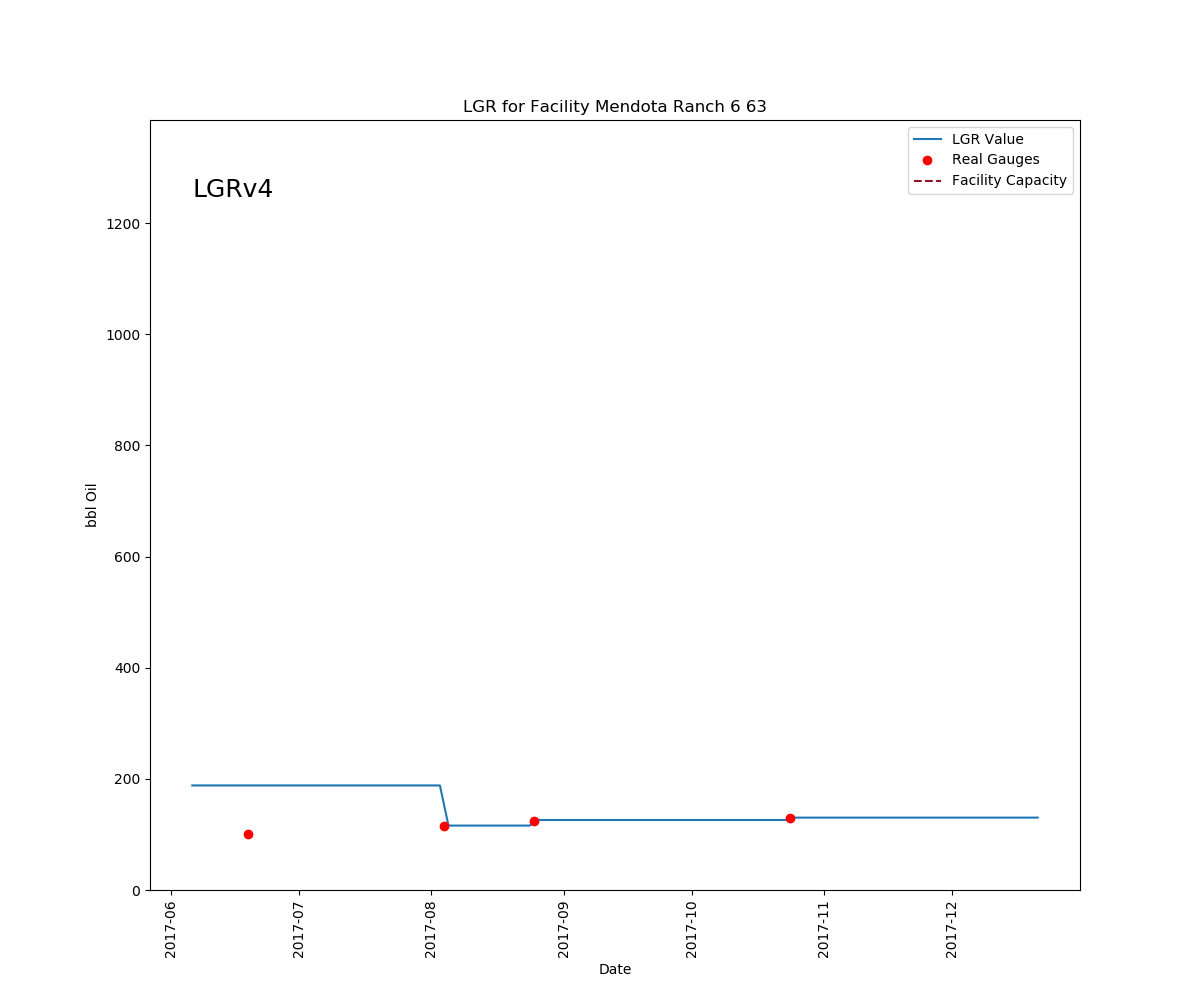 LGR for Facility Mendota Ranch 6 63
LGRv4
LGR Value
Real Gauges
Facility Capacity
bbl Oil
1200
1000
800
600
400
200
0
2017-06
2017-07
2017-08
2017-09
2017-10
2017-11
2017-12
Date